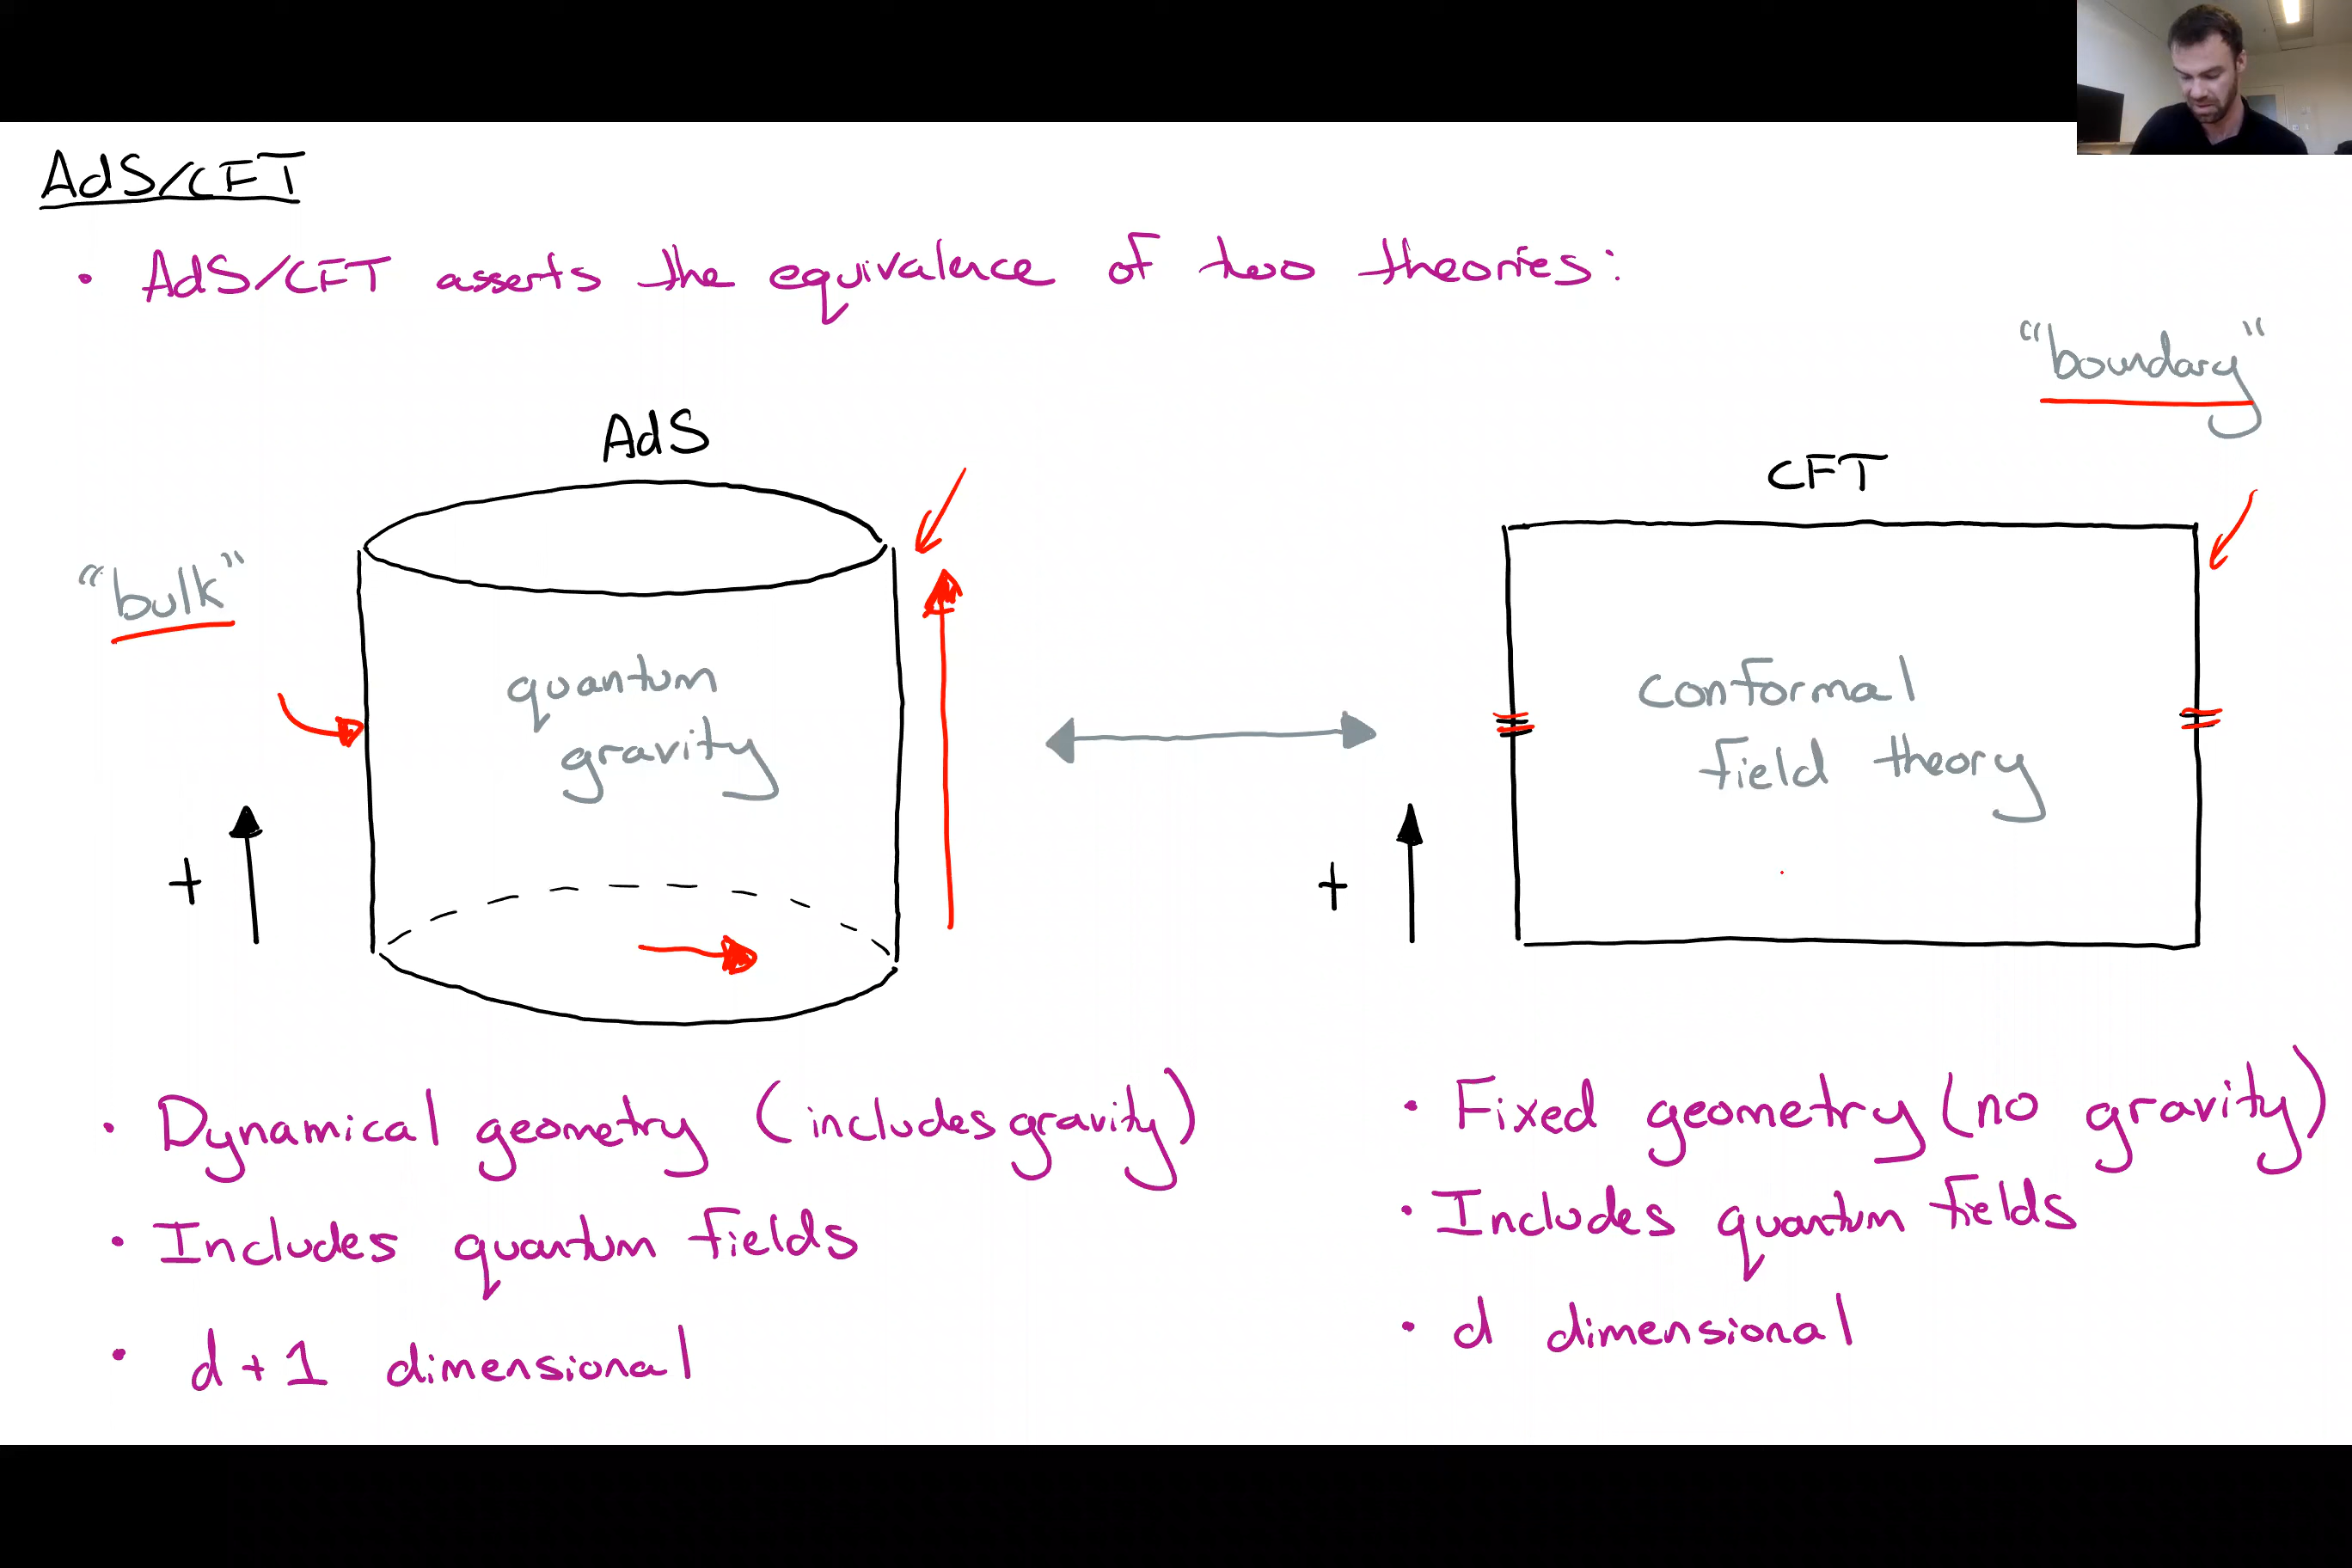 AdS/CFT
• AdS/CFT asserts the equivalence of two theories:
"boundary"
AdS
CFT
"bulk"
quantum
gravity
conformal
field theory
t
t
• Dynamical geometry (includes gravity)
• Includes quantum fields
• d+1 dimensional
• Fixed geometry (no gravity)
• Includes quantum fields
• d dimensional